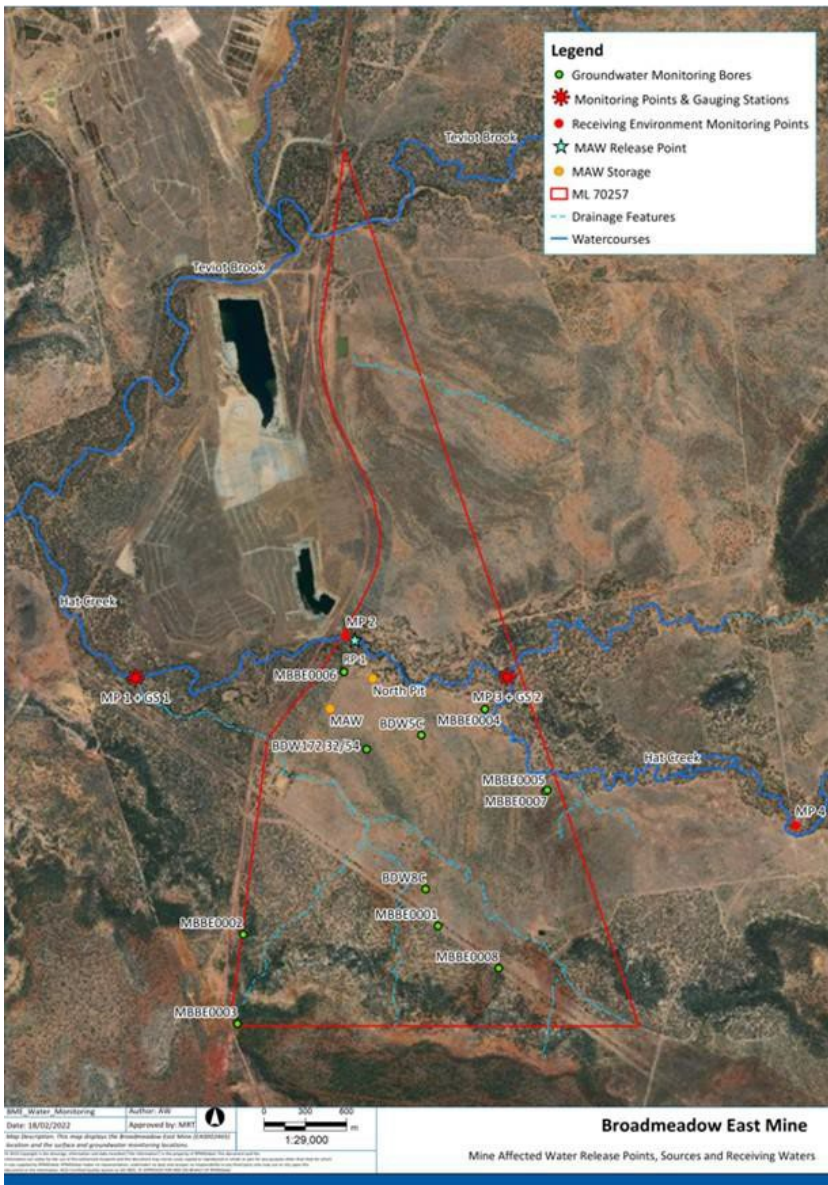 Legend
Groundwater Monitoring Bores
Monitoring Points & Gauging Stations
Receiving Environment Monitoring Points
MAW Release Point
MAW Storage
ML 70257
Drainage Features
Watercourses
Teviot Brook
Teviot Brook
Hat Creek
MP 2
RP 1
MBBE0006
MP 1 + GS 1
North Pit
MP 3 + GS 2
MAW
MBBE0004
BDW5C
BDW172 32/54
Hat Creek
MBBE0005
MBBE0007
MP 4
BDW8C
MBBE0001
MBBE0002
MBBE0008
MBBE0003
BME_Water_Monitoring
Author: AW
Date: 18/02/2022
Approved by: MRT
0 300 600
m
1:29,000
Broadmeadow East Mine
Mine Affected Water Release Points, Sources and Receiving Waters